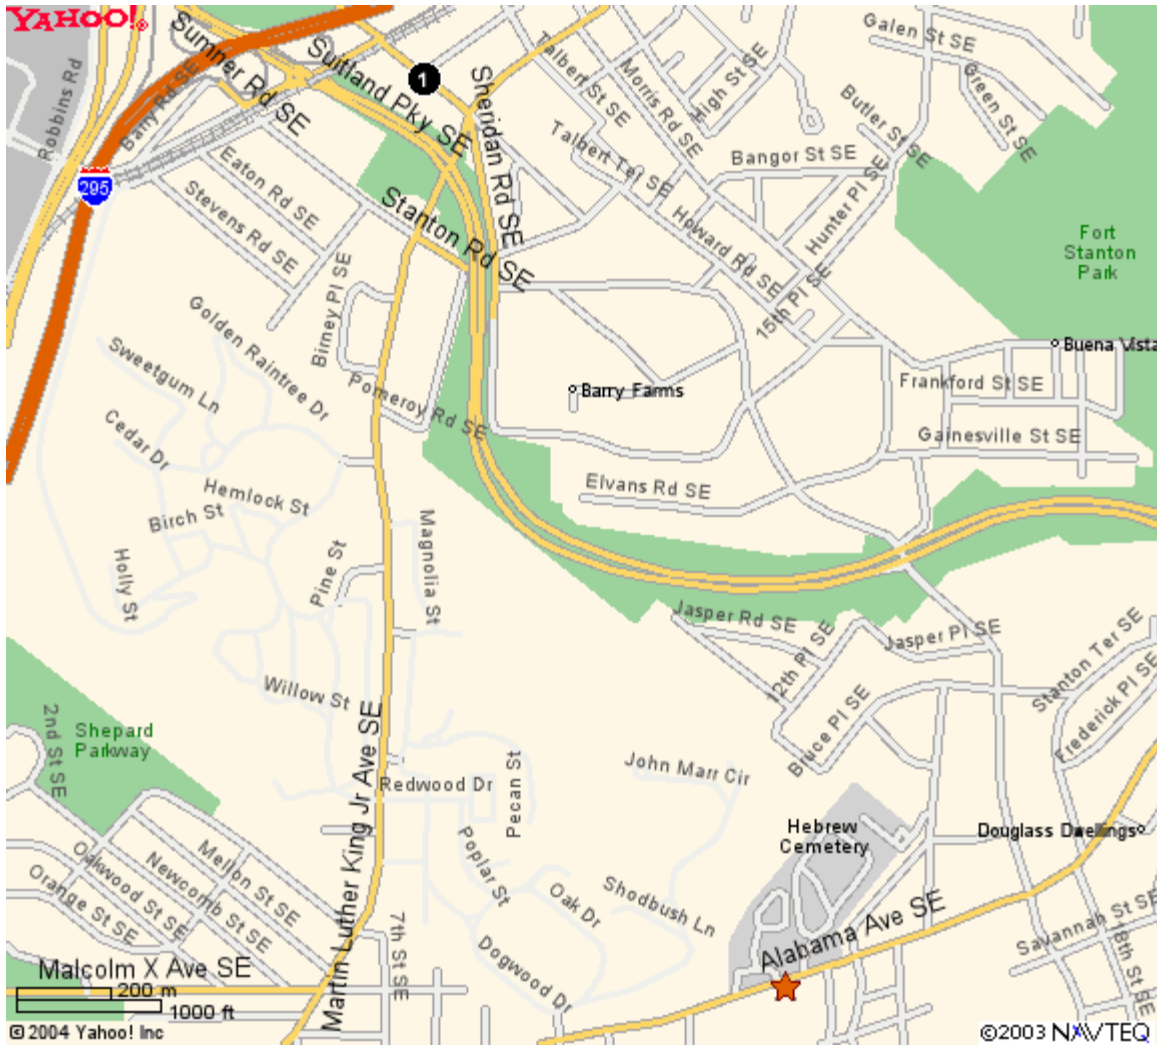 YAHOO!®
Robbins Rd
Barry Rd SE
Sumner Rd SE
Suitland Pky SE
1
Sheridan Rd SE
Talbert St SE
Morris Rd SE
High St SE
Galen St SE
Green St SE
Butler St SE
Bangor St SE
Talbert Ter SE
Hunter Pl SE
295
Eaton Rd SE
Stevens Rd SE
Stanton Rd SE
Howard Rd SE
15th Pl SE
Fort
Stanton
Park
Birney Pl SE
Golden Raintree Dr
Sweetgum Ln
Buena Vista
Barry Farms
Frankford St SE
Pomeroy Rd SE
Cedar Dr
Gainesville St SE
Hemlock St
Elvans Rd SE
Birch St
Holly St
Pine St
Magnolia St
Jasper Rd SE
12th Pl SE
Jasper Pl SE
Stanton Ter SE
Frederick Pl SE
Willow St
2nd St SE
Shepard
Parkway
Bruce Pl SE
Redwood Dr
Pecan St
John Marr Cir
Martin Luther King Jr Ave SE
Hebrew
Cemetery
Douglass Dwellings
Mellon St SE
Newcomb St SE
Oakwood St SE
Orange St SE
Poplar St
Oak Dr
Shodbush Ln
Alabama Ave SE
Savannah St SE
18th St SE
7th St SE
Dogwood Dr
Malcolm X Ave SE
200 m
1000 ft
© 2004 Yahoo! Inc
©2003 NAVTEQ